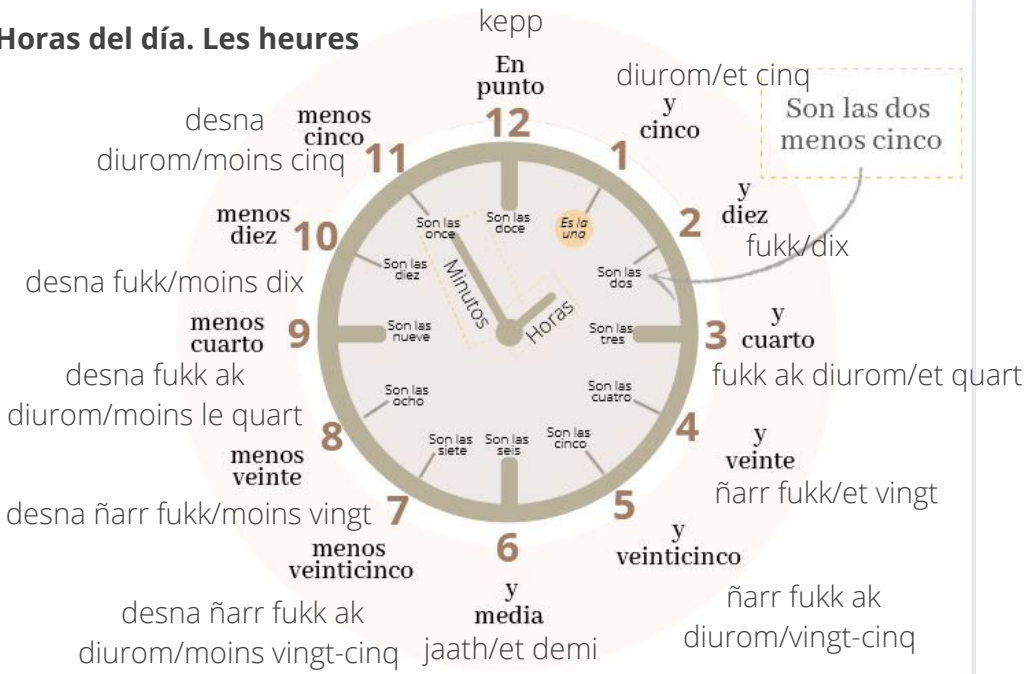 Horas del día. Les heures
kepp
En
punto
12
diurom/et cinq
y
cinco
1
Son las dos
menos cinco
y
diez
2
fukk/dix
y
cuarto
3
fukk ak diurom/et quart
4
y
veinte
ñarr fukk/et vingt
5
y
veinticinco
ñarr fukk ak
diurom/vingt-cinq
6
y
media
jaath/et demi
7
menos
veinticinco
desna ñarr fukk ak
diurom/moins vingt-cinq
8
menos
veinte
desna ñarr fukk/moins vingt
9
menos
cuarto
desna fukk ak
diurom/moins le quart
10
menos
diez
desna fukk/moins dix
11
menos
cinco
desna
diurom/moins cinq
Son las
doce
Es la
una
Son las
dos
Son las
tres
Son las
cuatro
Son las
cinco
Son las
seis
Son las
siete
Son las
ocho
Son las
nueve
Son las
diez
Son las
once
Minutos
Horas